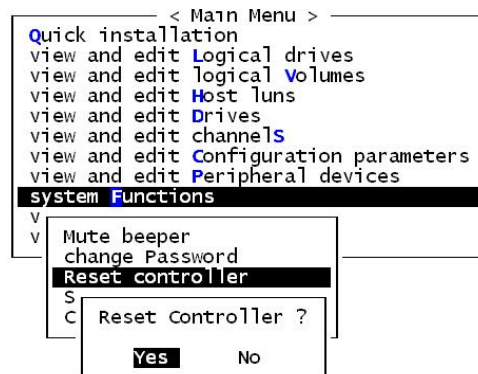 < Main Menu >
Quick installation
view and edit Logical drives
view and edit logical Volumes
view and edit Host luns
view and edit Drives
view and edit channelS
view and edit Configuration parameters
view and edit Peripheral devices
system Functions
v
v
Mute beeper
change Password
Reset controller
S
C
Reset Controller ?
Yes No